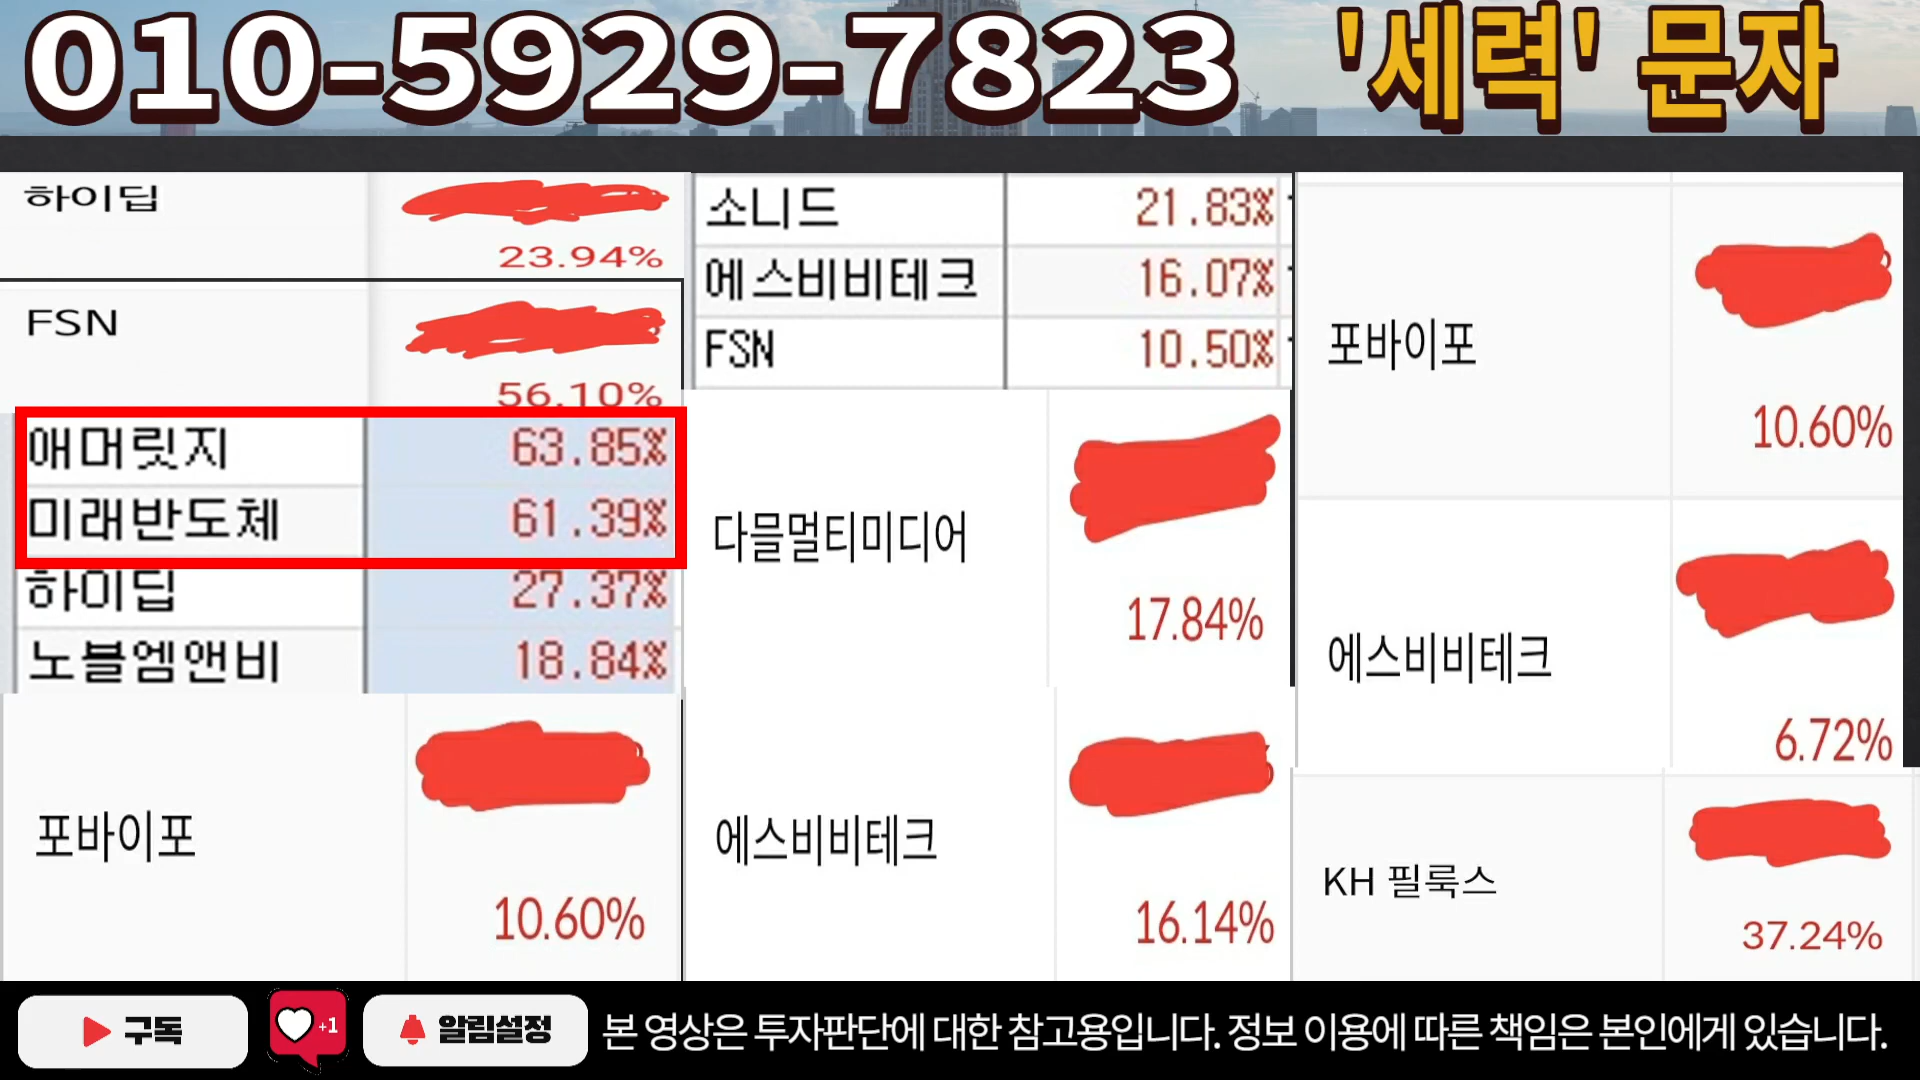 010-5929-7823 '세력' 문자
하이딥
23.94%
FSN
56.10%
애머릿지 63.85%
미래반도체 61.39%
하이딥 27.37%
노블엠앤비 18.84%
포바이포
10.60%
소니드 21.83%
에스비비테크 16.07%
FSN 10.50%
다믈멀티미디어
17.84%
에스비비테크
16.14%
포바이포
10.60%
에스비비테크
6.72%
KH 필룩스
37.24%
구독 +1 알림설정 본 영상은 투자판단에 대한 참고용입니다. 정보 이용에 따른 책임은 본인에게 있습니다.